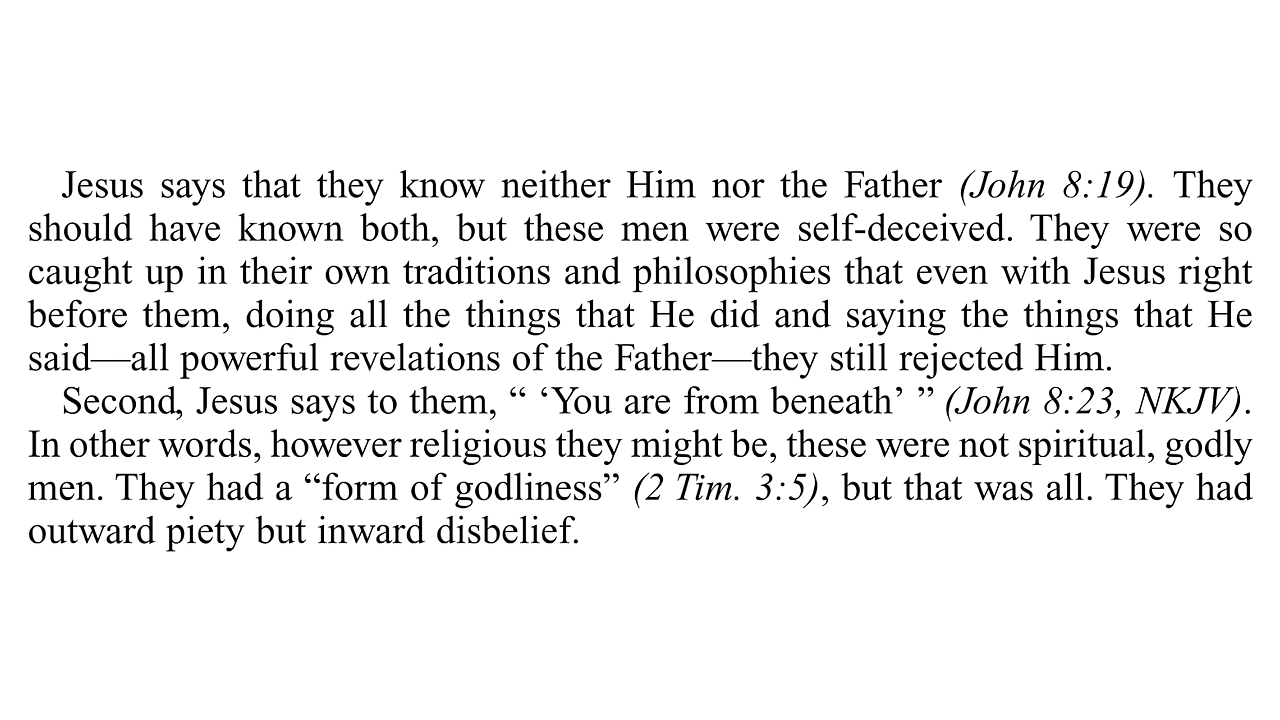 Jesus says that they know neither Him nor the Father (John 8:19). They
should have known both, but these men were self-deceived. They were so
caught up in their own traditions and philosophies that even with Jesus right
before them, doing all the things that He did and saying the things that He
said—all powerful revelations of the Father—they still rejected Him.
Second, Jesus says to them, “ ‘You are from beneath’ ” (John 8:23, NKJV).
In other words, however religious they might be, these were not spiritual, godly
men. They had a “form of godliness” (2 Tim. 3:5), but that was all. They had
outward piety but inward disbelief.